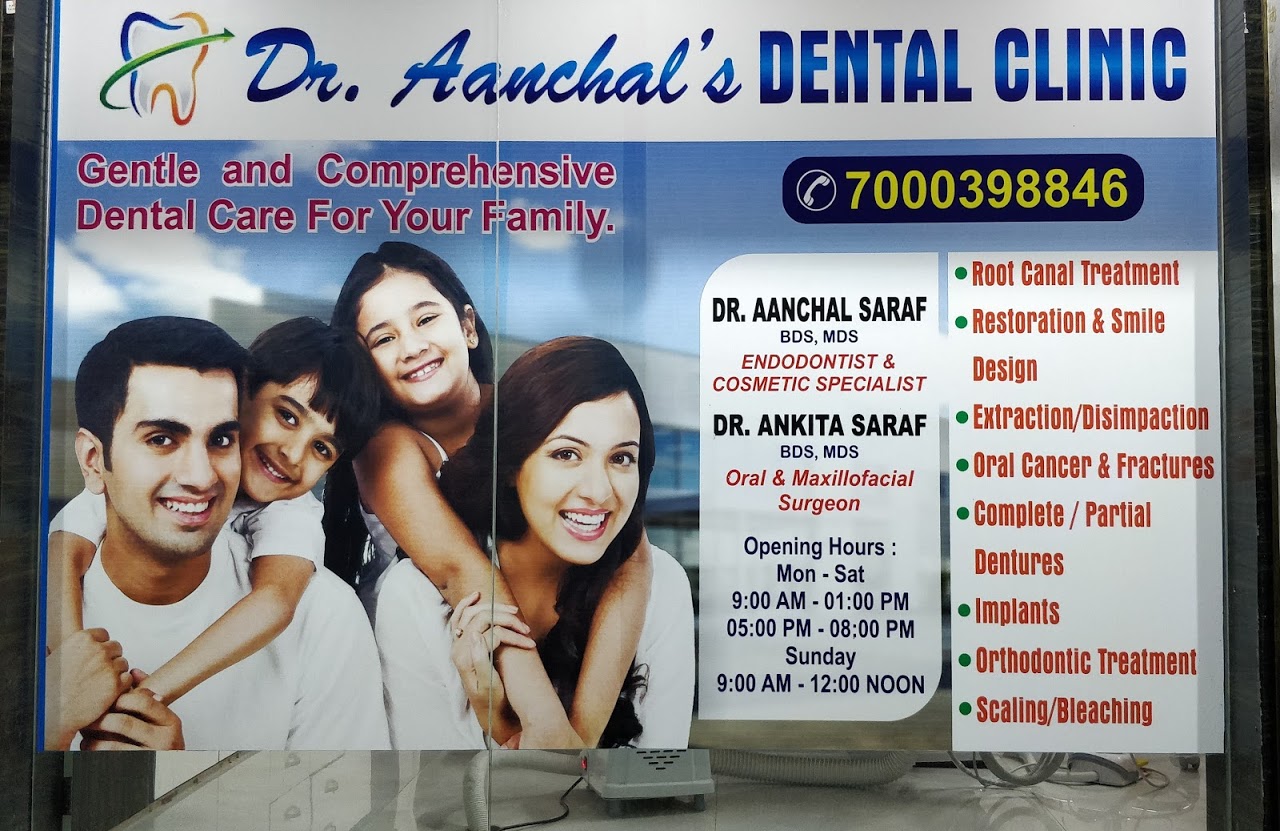 Dr. Aanchal's DENTAL CLINIC
Gentle and Comprehensive
Dental Care For Your Family.
7000398846
DR. AANCHAL SARAF
BDS, MDS
ENDODONTIST &
COSMETIC SPECIALIST
DR. ANKITA SARAF
BDS, MDS
Oral & Maxillofacial
Surgeon
Opening Hours :
Mon - Sat
9:00 AM - 01:00 PM
05:00 PM - 08:00 PM
Sunday
9:00 AM - 12:00 NOON
• Root Canal Treatment
• Restoration & Smile
Design
• Extraction/Disimpaction
• Oral Cancer & Fractures
• Complete / Partial
Dentures
• Implants
• Orthodontic Treatment
• Scaling/Bleaching